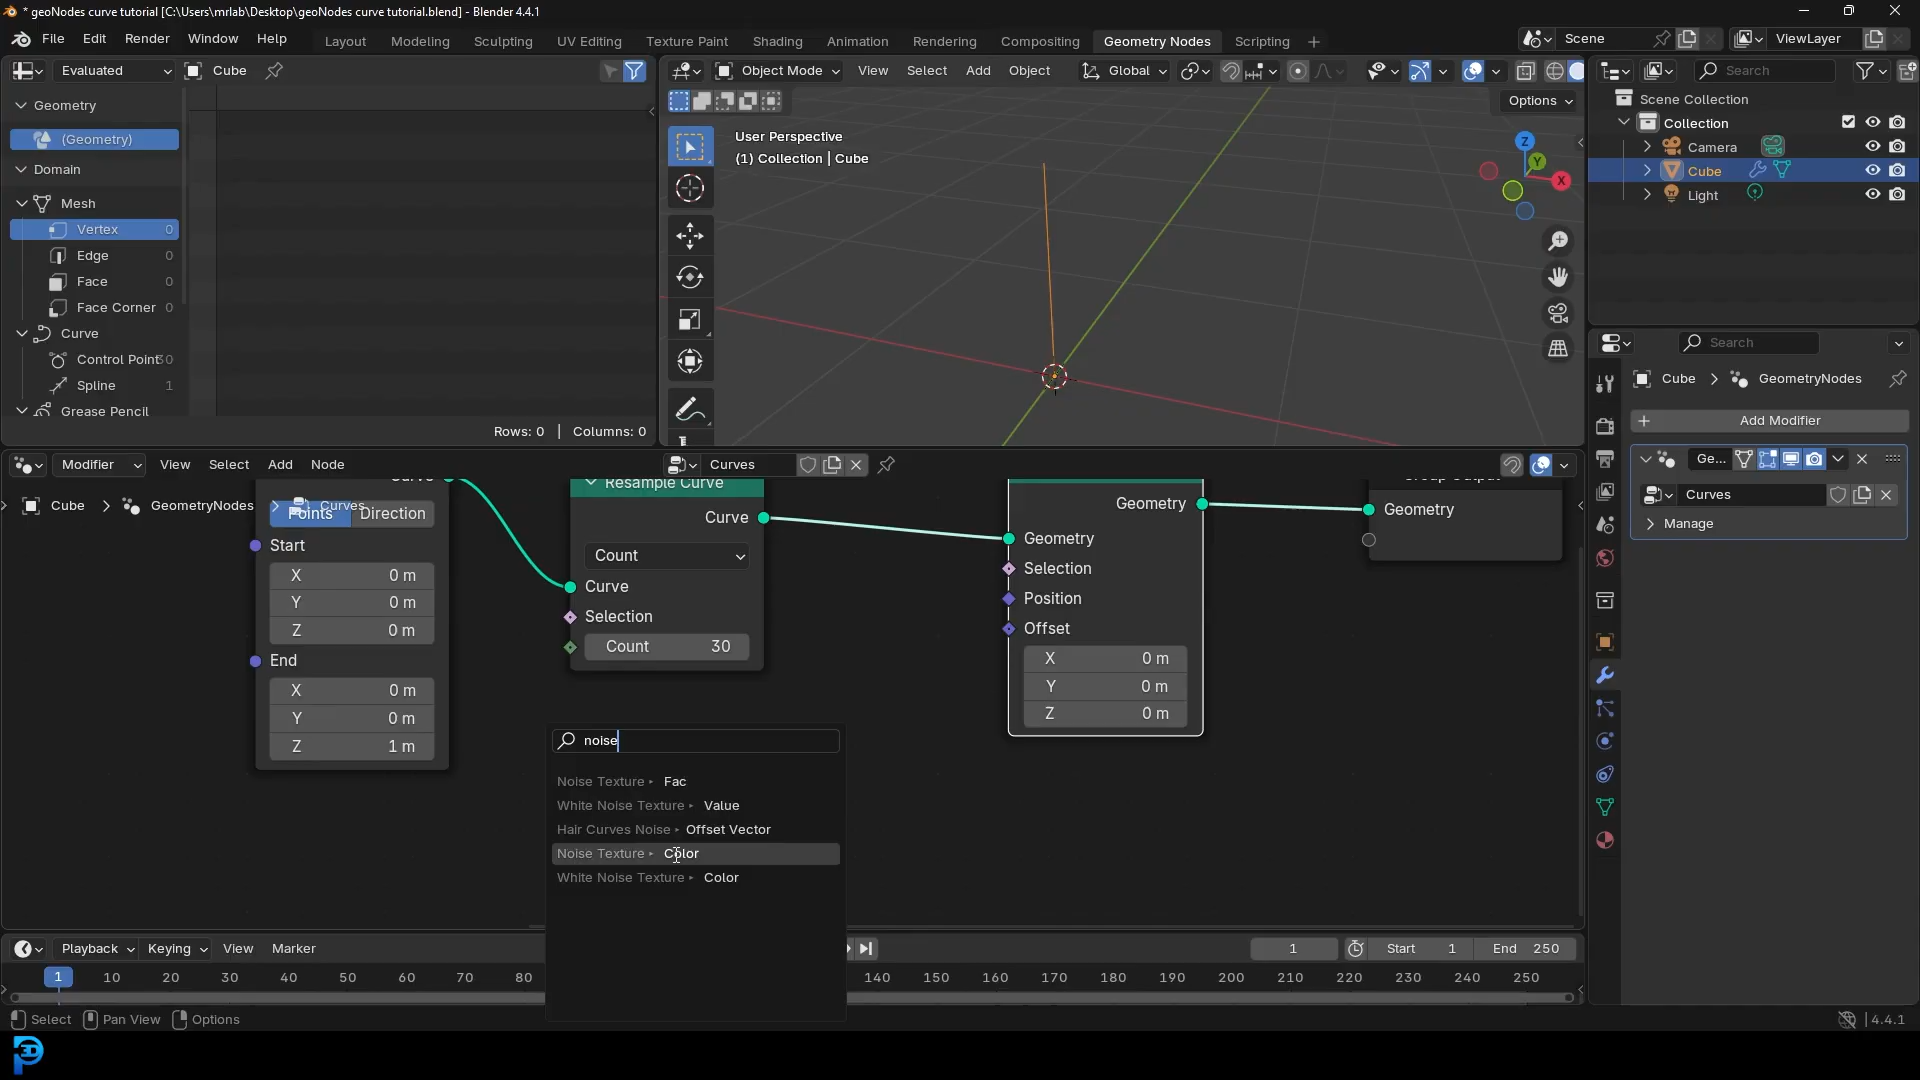 * geoNodes curve tutorial [C:\Users\mrlab\Desktop\geoNodes curve tutorial.blend] - Blender 4.4.1
File Edit Render Window Help
Layout Modeling Sculpting UV Editing Texture Paint Shading Animation Rendering Compositing Geometry Nodes Scripting
Scene
ViewLayer
Evaluated
Cube
Geometry
(Geometry)
Domain
Mesh
Vertex 0
Edge 0
Face 0
Face Corner 0
Curve
Control Point 30
Spline 1
Grease Pencil
Rows: 0 | Columns: 0
Object Mode View Select Add Object Global
Options
User Perspective
(1) Collection | Cube
Z
Y
X
Search
Scene Collection
Collection
Camera
Cube
Light
Search
Cube > GeometryNodes
Add Modifier
Ge...
Curves
Manage
Modifier View Select Add Node
Curves
Cube > GeometryNodes > Curves
Curve
Points Direction
Start
X 0 m
Y 0 m
Z 0 m
End
X 0 m
Y 0 m
Z 1 m
Resample Curve
Curve
Count
Curve
Selection
Count 30
Geometry
Geometry
Selection
Position
Offset
X 0 m
Y 0 m
Z 0 m
Group Output
Geometry
noise
Noise Texture ▸ Fac
White Noise Texture ▸ Value
Hair Curves Noise ▸ Offset Vector
Noise Texture ▸ Color
White Noise Texture ▸ Color
Playback Keying View Marker
1
Start 1
End 250
1 10 20 30 40 50 60 70 80 140 150 160 170 180 190 200 210 220 230 240 250
Select Pan View Options
4.4.1
3D